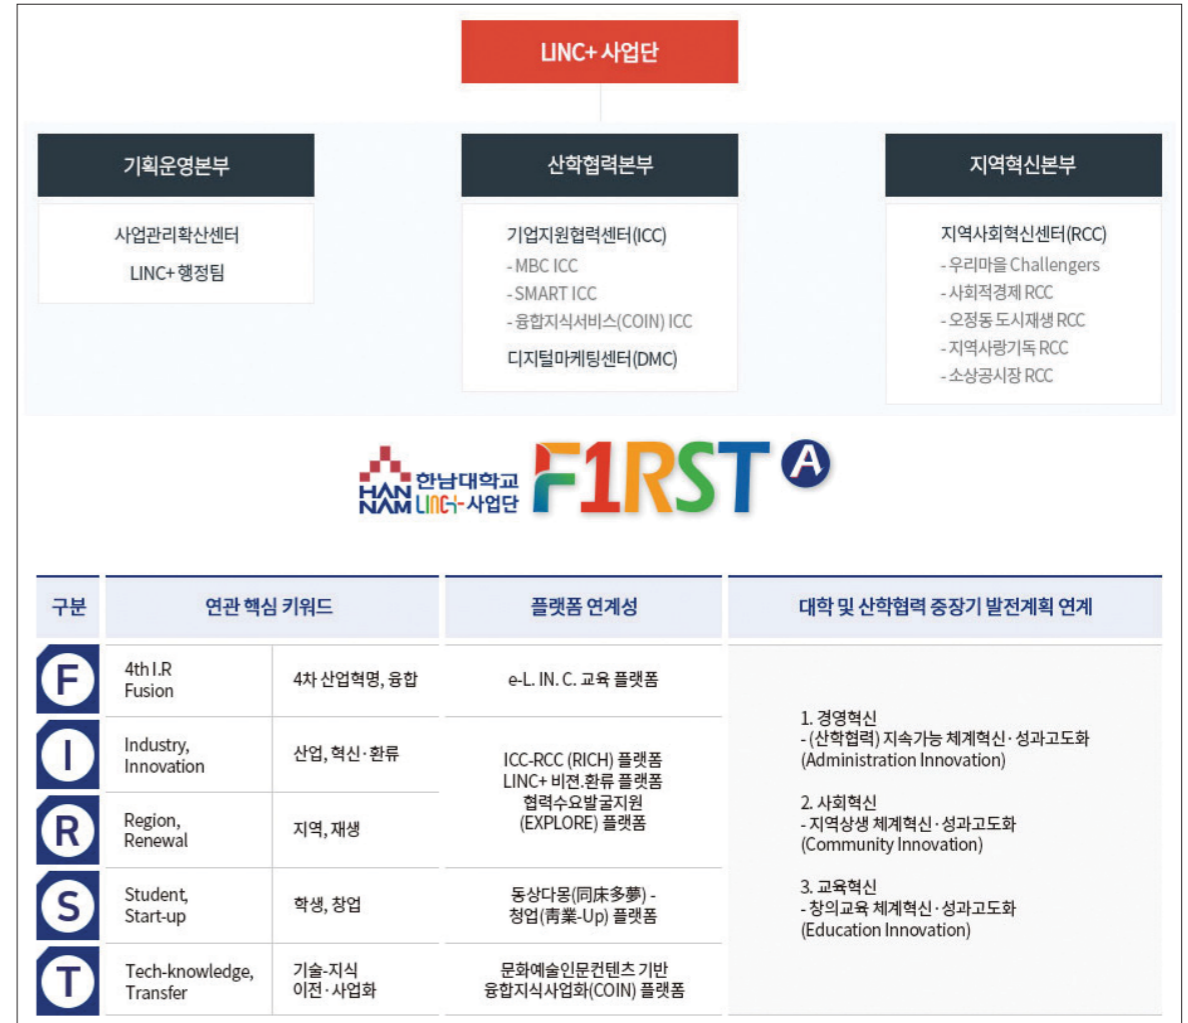 LINC+ 사업단
기획운영본부
사업관리확산센터
LINC+ 행정팀
산학협력본부
기업지원협력센터(ICC)
- MBC ICC
- SMART ICC
- 융합지식서비스(COIN) ICC
디지털마케팅센터(DMC)
지역혁신본부
지역사회혁신센터(RCC)
- 우리마을 Challengers
- 사회적경제 RCC
- 오정동 도시재생 RCC
- 지역사랑기독 RCC
- 소상공시장 RCC
HAN
NAM
한남대학교
LINC+ 사업단
F1RST A
구분
연관 핵심 키워드
플랫폼 연계성
대학 및 산학협력 중장기 발전계획 연계
F
4th I.R
Fusion
4차 산업혁명, 융합
e-L. IN. C. 교육 플랫폼
I
Industry,
Innovation
산업, 혁신·환류
R
Region,
Renewal
지역, 재생
ICC-RCC (RICH) 플랫폼
LINC+ 비젼.환류 플랫폼
협력수요발굴지원
(EXPLORE) 플랫폼
S
Student,
Start-up
학생, 창업
동상다몽(同床多夢) -
청업(靑業-Up) 플랫폼
T
Tech-knowledge,
Transfer
기술-지식
이전·사업화
문화예술인문컨텐츠 기반
융합지식사업화(COIN) 플랫폼
1. 경영혁신
- (산학협력) 지속가능 체계혁신·성과고도화
(Administration Innovation)
2. 사회혁신
- 지역상생 체계혁신·성과고도화
(Community Innovation)
3. 교육혁신
- 창의교육 체계혁신·성과고도화
(Education Innovation)